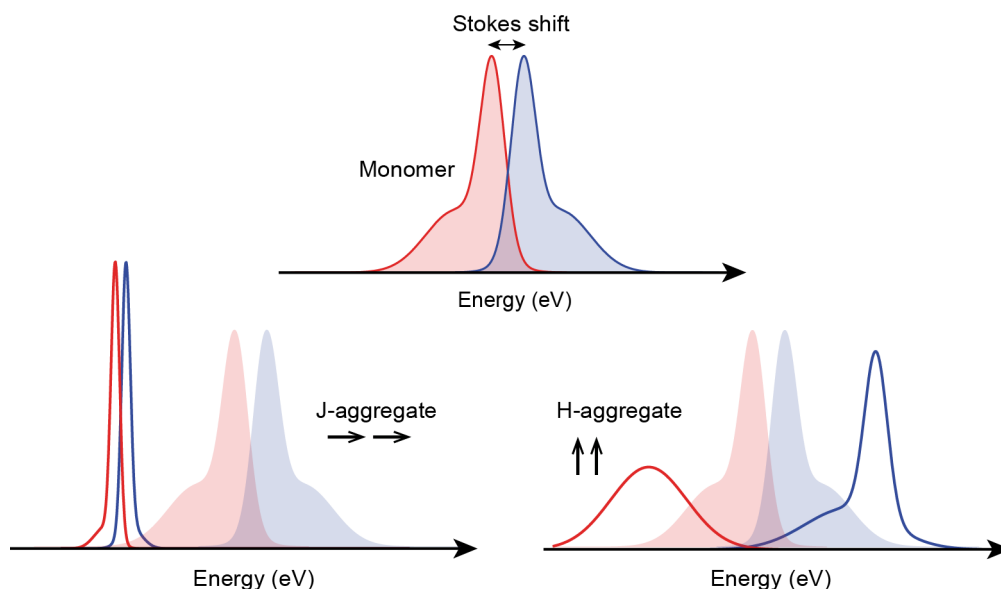 Stokes shift
Monomer
Energy (eV)
J-aggregate
H-aggregate
Energy (eV)
Energy (eV)